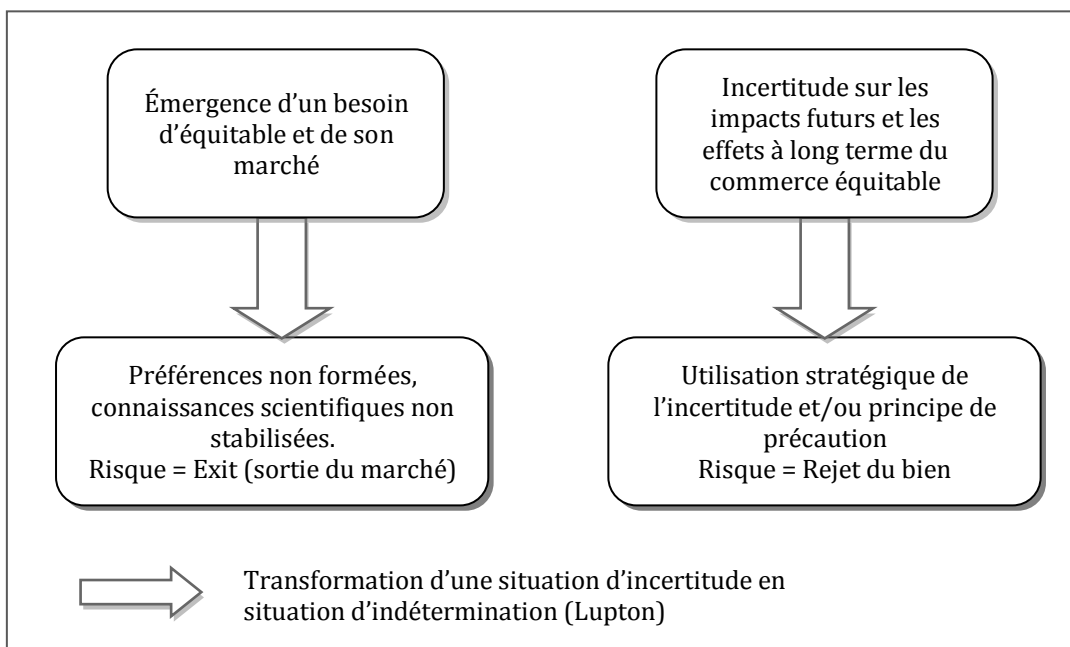 Émergence d’un besoin
d’équitable et de son
marché
Incertitude sur les
impacts futurs et les
effets à long terme du
commerce équitable
Préférences non formées,
connaissances scientifiques non
stabilisées.
Risque = Exit (sortie du marché)
Utilisation stratégique de
l’incertitude et/ou principe de
précaution
Risque = Rejet du bien
Transformation d’une situation d’incertitude en
situation d’indétermination (Lupton)